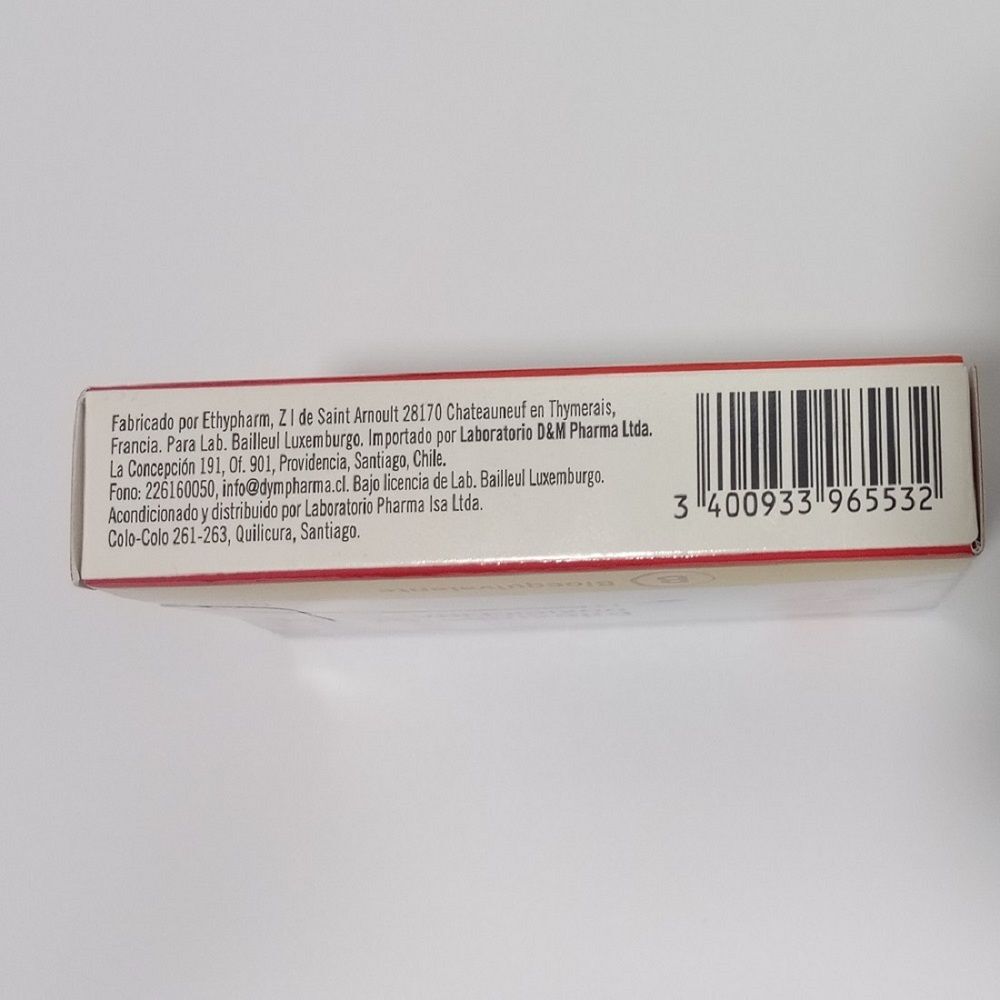 Fabricado por Ethypharm, Z I de Saint Arnoult 28170 Chateauneuf en Thymerais,
Francia. Para Lab. Bailleul Luxemburgo. Importado por Laboratorio D&M Pharma Ltda.
La Concepción 191, Of. 901, Providencia, Santiago, Chile.
Fono: 226160050, info@dympharma.cl. Bajo licencia de Lab. Bailleul Luxemburgo.
Acondicionado y distribuido por Laboratorio Pharma Isa Ltda.
Colo-Colo 261-263, Quilicura, Santiago.
3 400933 965532
B Bioequivalente